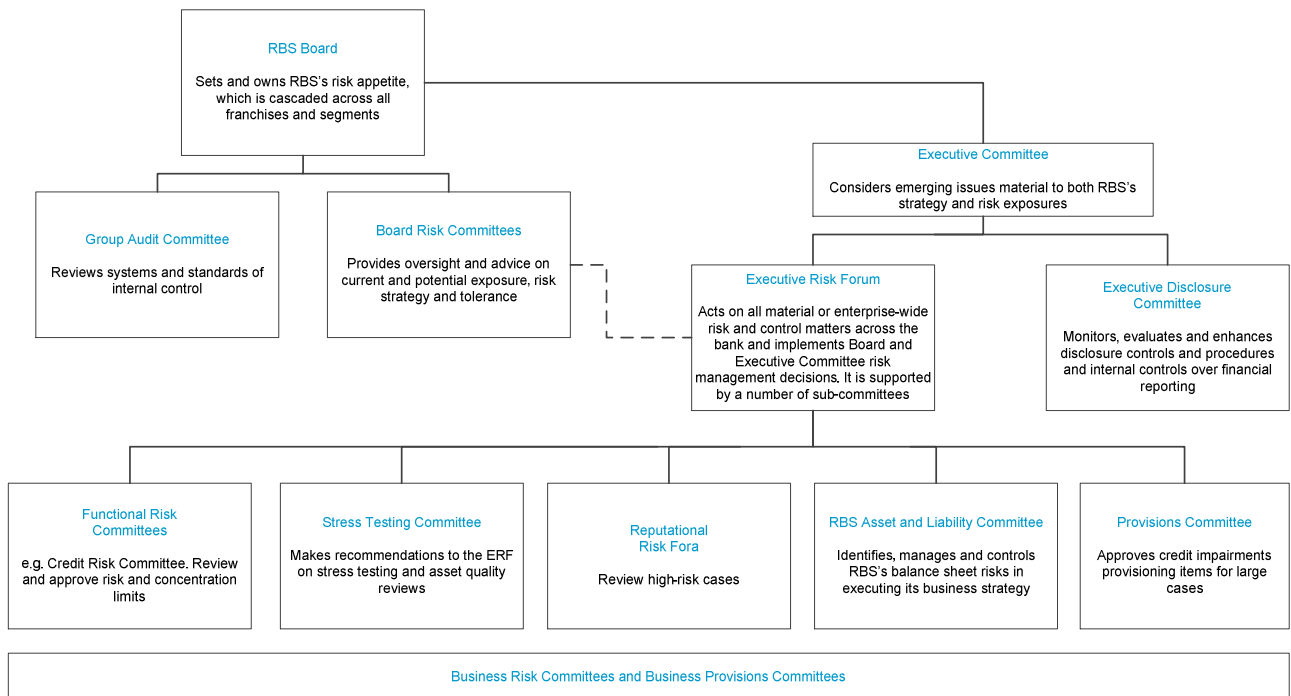 RBS Board
Sets and owns RBS's risk appetite,
which is cascaded across all
franchises and segments
Executive Committee
Considers emerging issues material to both RBS's
strategy and risk exposures
Group Audit Committee
Reviews systems and standards of
internal control
Board Risk Committees
Provides oversight and advice on
current and potential exposure, risk
strategy and tolerance
Executive Risk Forum
Acts on all material or enterprise-wide
risk and control matters across the
bank and implements Board and
Executive Committee risk
management decisions. It is supported
by a number of sub-committees
Executive Disclosure
Committee
Monitors, evaluates and enhances
disclosure controls and procedures
and internal controls over financial
reporting
Functional Risk
Committees
e.g. Credit Risk Committee. Review
and approve risk and concentration
limits
Stress Testing Committee
Makes recommendations to the ERF
on stress testing and asset quality
reviews
Reputational
Risk Fora
Review high-risk cases
RBS Asset and Liability Committee
Identifies, manages and controls
RBS's balance sheet risks in
executing its business strategy
Provisions Committee
Approves credit impairments
provisioning items for large
cases
Business Risk Committees and Business Provisions Committees